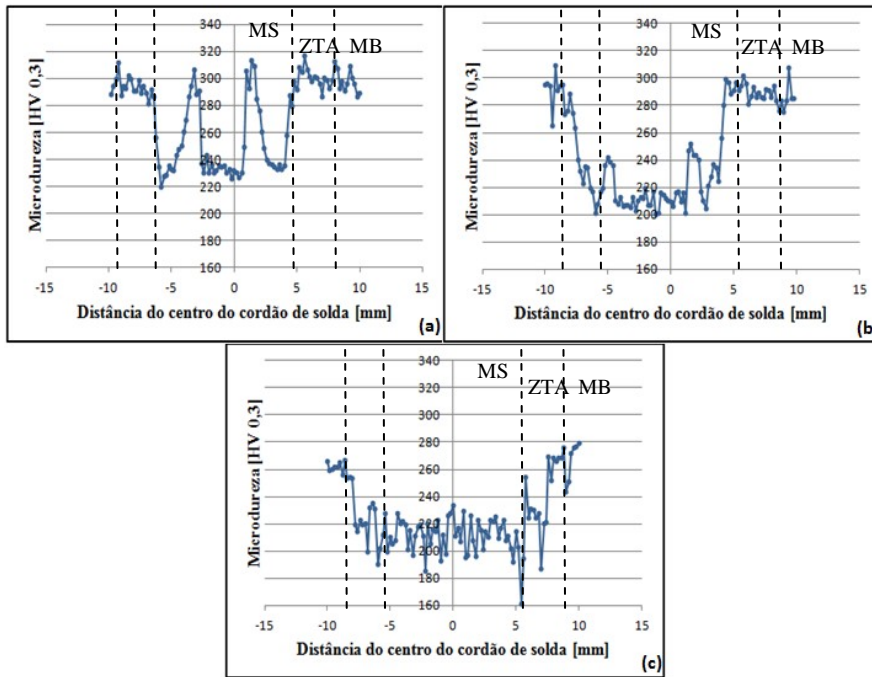 MS
ZTA MB
Microdureza [HV 0,3]
340
320
300
280
260
240
220
200
180
160
-15 -10 -5 0 5 10 15
Distância do centro do cordão de solda [mm]
(a)
MS
ZTA MB
Microdureza [HV 0,3]
340
320
300
280
260
240
220
200
180
160
-15 -10 -5 0 5 10 15
Distância do centro do cordão de solda [mm]
(b)
MS
ZTA MB
Microdureza [HV 0,3]
340
320
300
280
260
240
220
200
180
160
-15 -10 -5 0 5 10 15
Distância do centro do cordão de solda [mm]
(c)